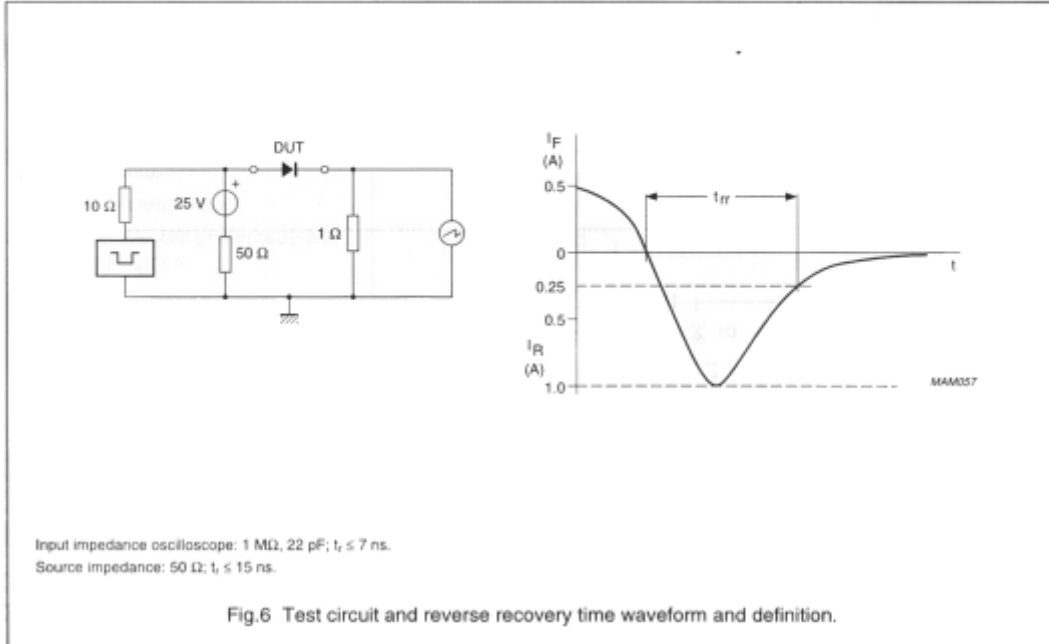 DUT
+
10 Ω
25 V
50 Ω
1 Ω
I_F
(A)
0.5
t_rr
0
t
0.25
0.5
I_R
(A)
1.0
MAM057
Input impedance oscilloscope: 1 MΩ, 22 pF; t_r ≤ 7 ns.
Source impedance: 50 Ω; t_r ≤ 15 ns.
Fig.6 Test circuit and reverse recovery time waveform and definition.